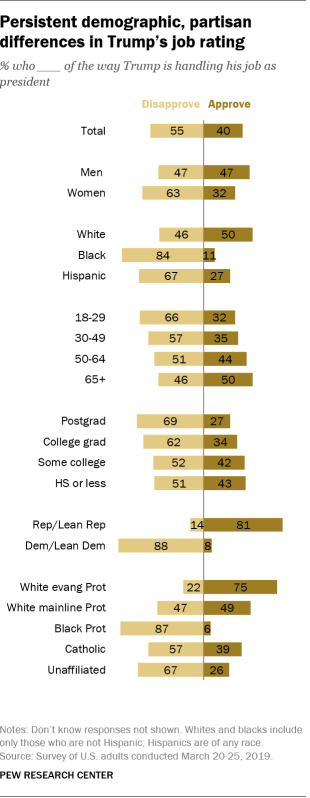 Persistent demographic, partisan
differences in Trump's job rating
% who ____ of the way Trump is handling his job as
president
Disapprove Approve
Total 55 40
Men 47 47
Women 63 32
White 46 50
Black 84 11
Hispanic 67 27
18-29 66 32
30-49 57 35
50-64 51 44
65+ 46 50
Postgrad 69 27
College grad 62 34
Some college 52 42
HS or less 51 43
Rep/Lean Rep 14 81
Dem/Lean Dem 88 8
White evang Prot 22 75
White mainline Prot 47 49
Black Prot 87 6
Catholic 57 39
Unaffiliated 67 26
Notes: Don't know responses not shown. Whites and blacks include
only those who are not Hispanic; Hispanics are of any race.
Source: Survey of U.S. adults conducted March 20-25, 2019.
PEW RESEARCH CENTER